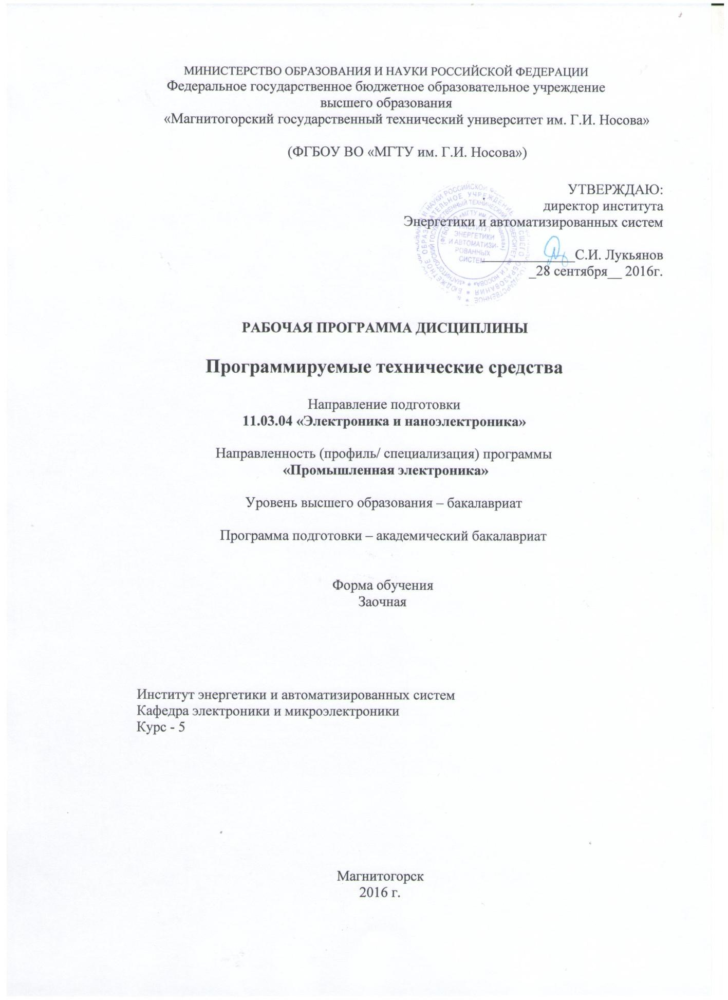 МИНИСТЕРСТВО ОБРАЗОВАНИЯ И НАУКИ РОССИЙСКОЙ ФЕДЕРАЦИИ
Федеральное государственное бюджетное образовательное учреждение
высшего образования
«Магнитогорский государственный технический университет им. Г.И. Носова»
(ФГБОУ ВО «МГТУ им. Г.И. Носова»)
УТВЕРЖДАЮ:
директор института
Энергетики и автоматизированных систем
ИНСТИТУТ
ЭНЕРГЕТИКИ
И АВТОМАТИЗИ-
РОВАННЫХ
СИСТЕМ
С.И. Лукьянов
_28 сентября__ 2016г.
РАБОЧАЯ ПРОГРАММА ДИСЦИПЛИНЫ
Программируемые технические средства
Направление подготовки
11.03.04 «Электроника и наноэлектроника»
Направленность (профиль/ специализация) программы
«Промышленная электроника»
Уровень высшего образования – бакалавриат
Программа подготовки – академический бакалавриат
Форма обучения
Заочная
Институт энергетики и автоматизированных систем
Кафедра электроники и микроэлектроники
Курс - 5
Магнитогорск
2016 г.